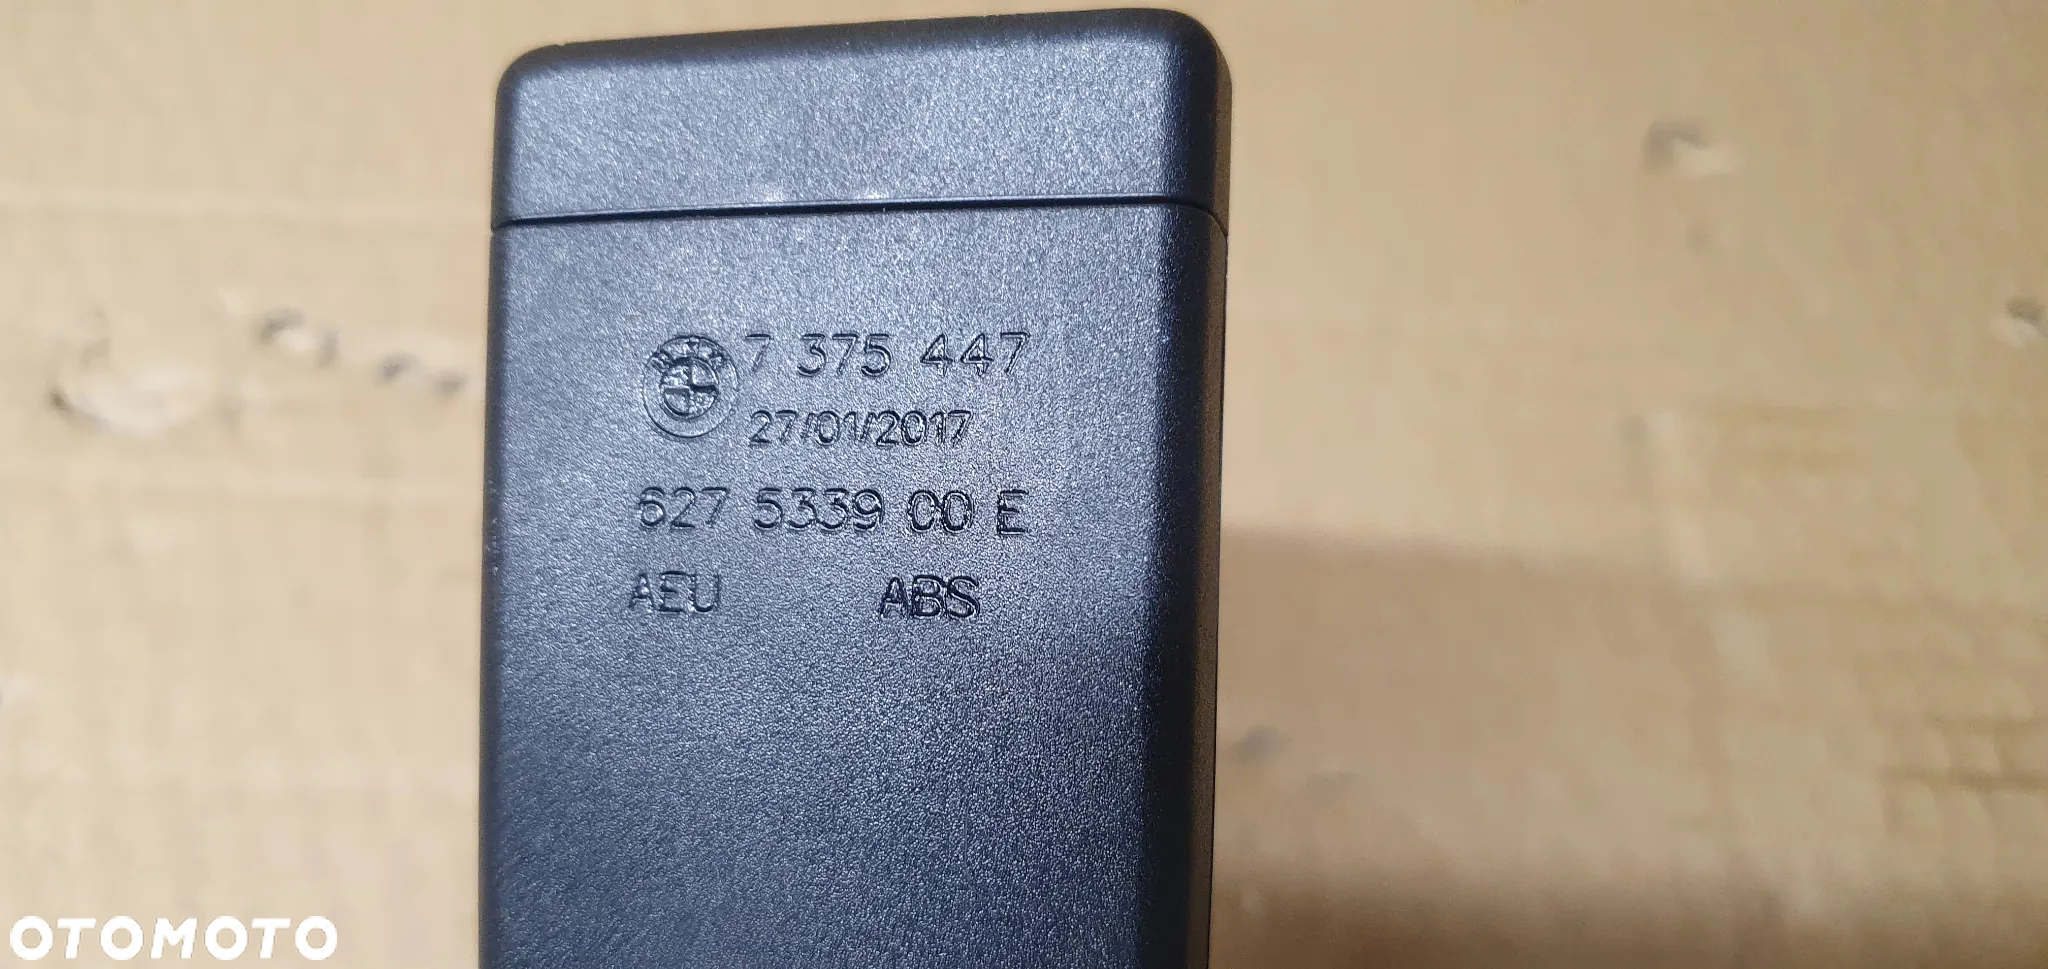 7 375 447
27/01/2017
627 5339 00 E
AEU ABS
OTOMOTO